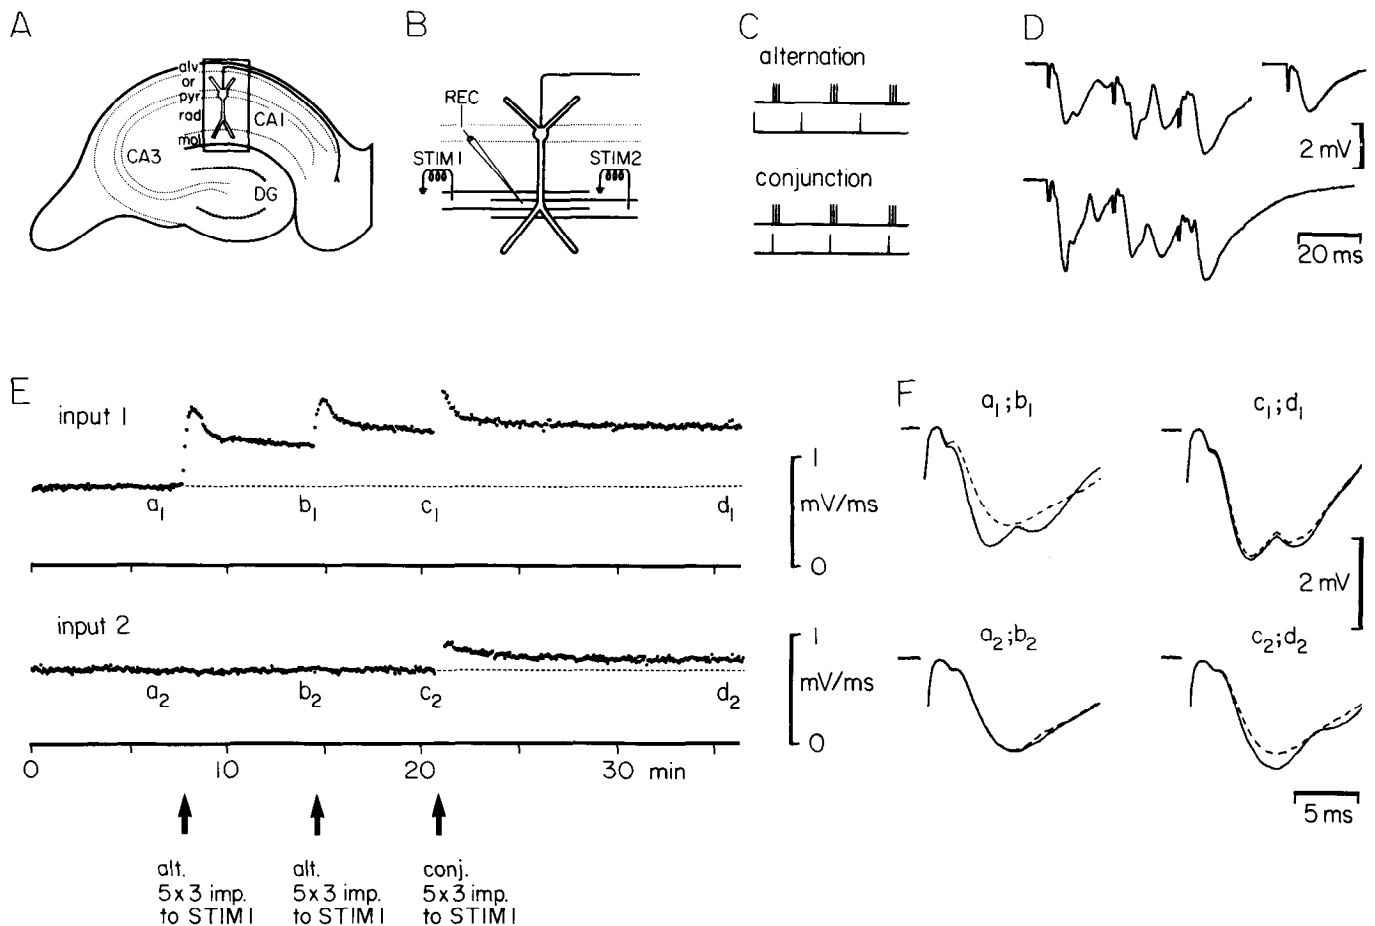 A
alv
or
pyr
rad
mol
CA1
CA3
DG
B
REC
STIM1
STIM2
C
alternation
conjunction
D
2 mV
20 ms
E
input 1
a1
b1
c1
d1
1
mV/ms
0
input 2
a2
b2
c2
d2
1
mV/ms
0
0
10
20
30 min
alt.
5x3 imp.
to STIM1
alt.
5x3 imp.
to STIM1
conj.
5x3 imp.
to STIM1
F
a1;b1
c1;d1
2 mV
a2;b2
c2;d2
5 ms